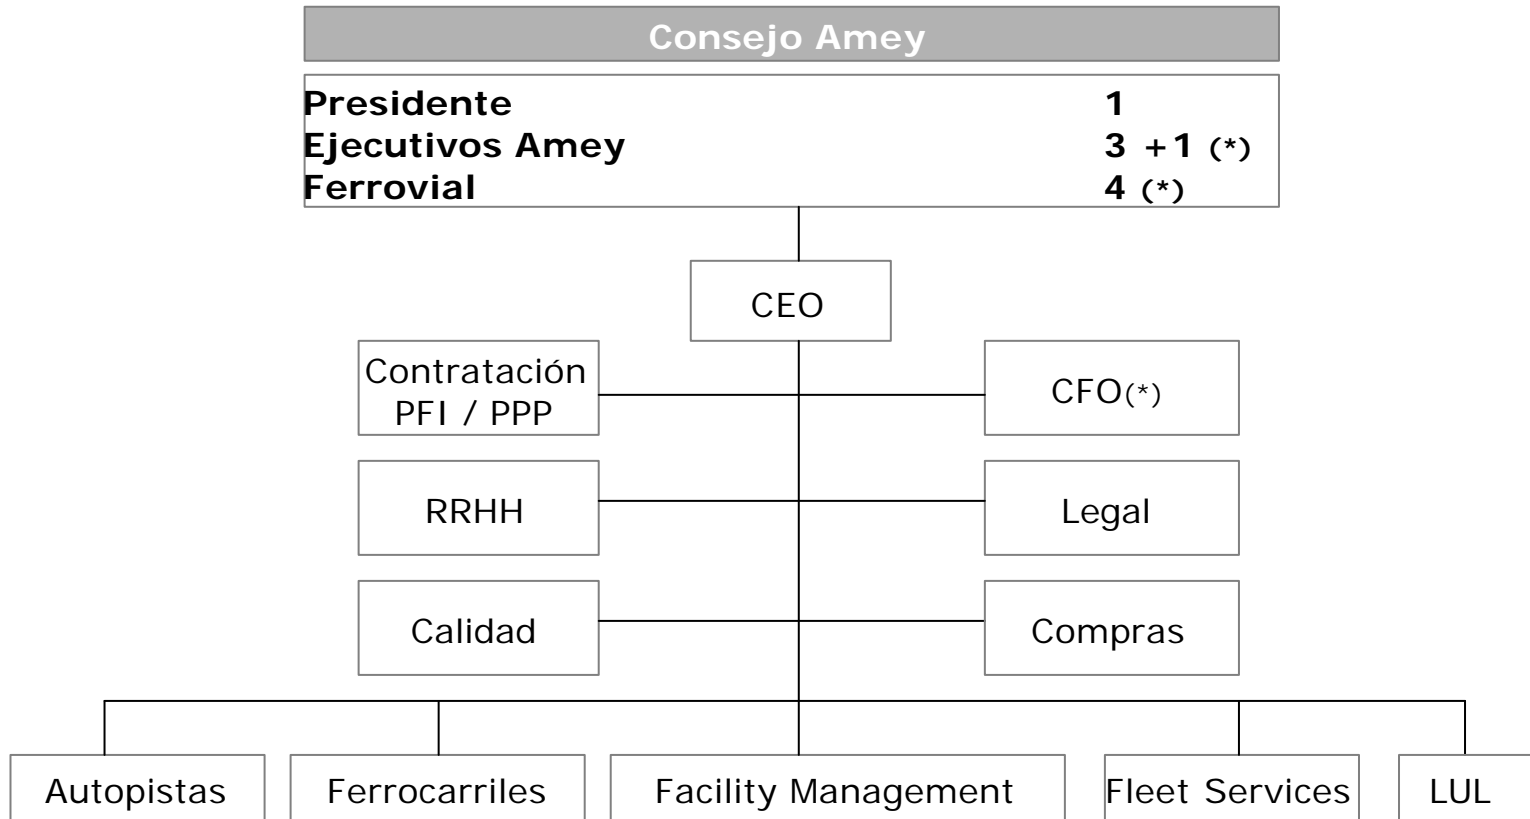 Consejo Amey
Presidente 1
Ejecutivos Amey 3 +1 (*)
Ferrovial 4 (*)
CEO
Contratación
PFI / PPP
CFO(*)
RRHH
Legal
Calidad
Compras
Autopistas
Ferrocarriles
Facility Management
Fleet Services
LUL